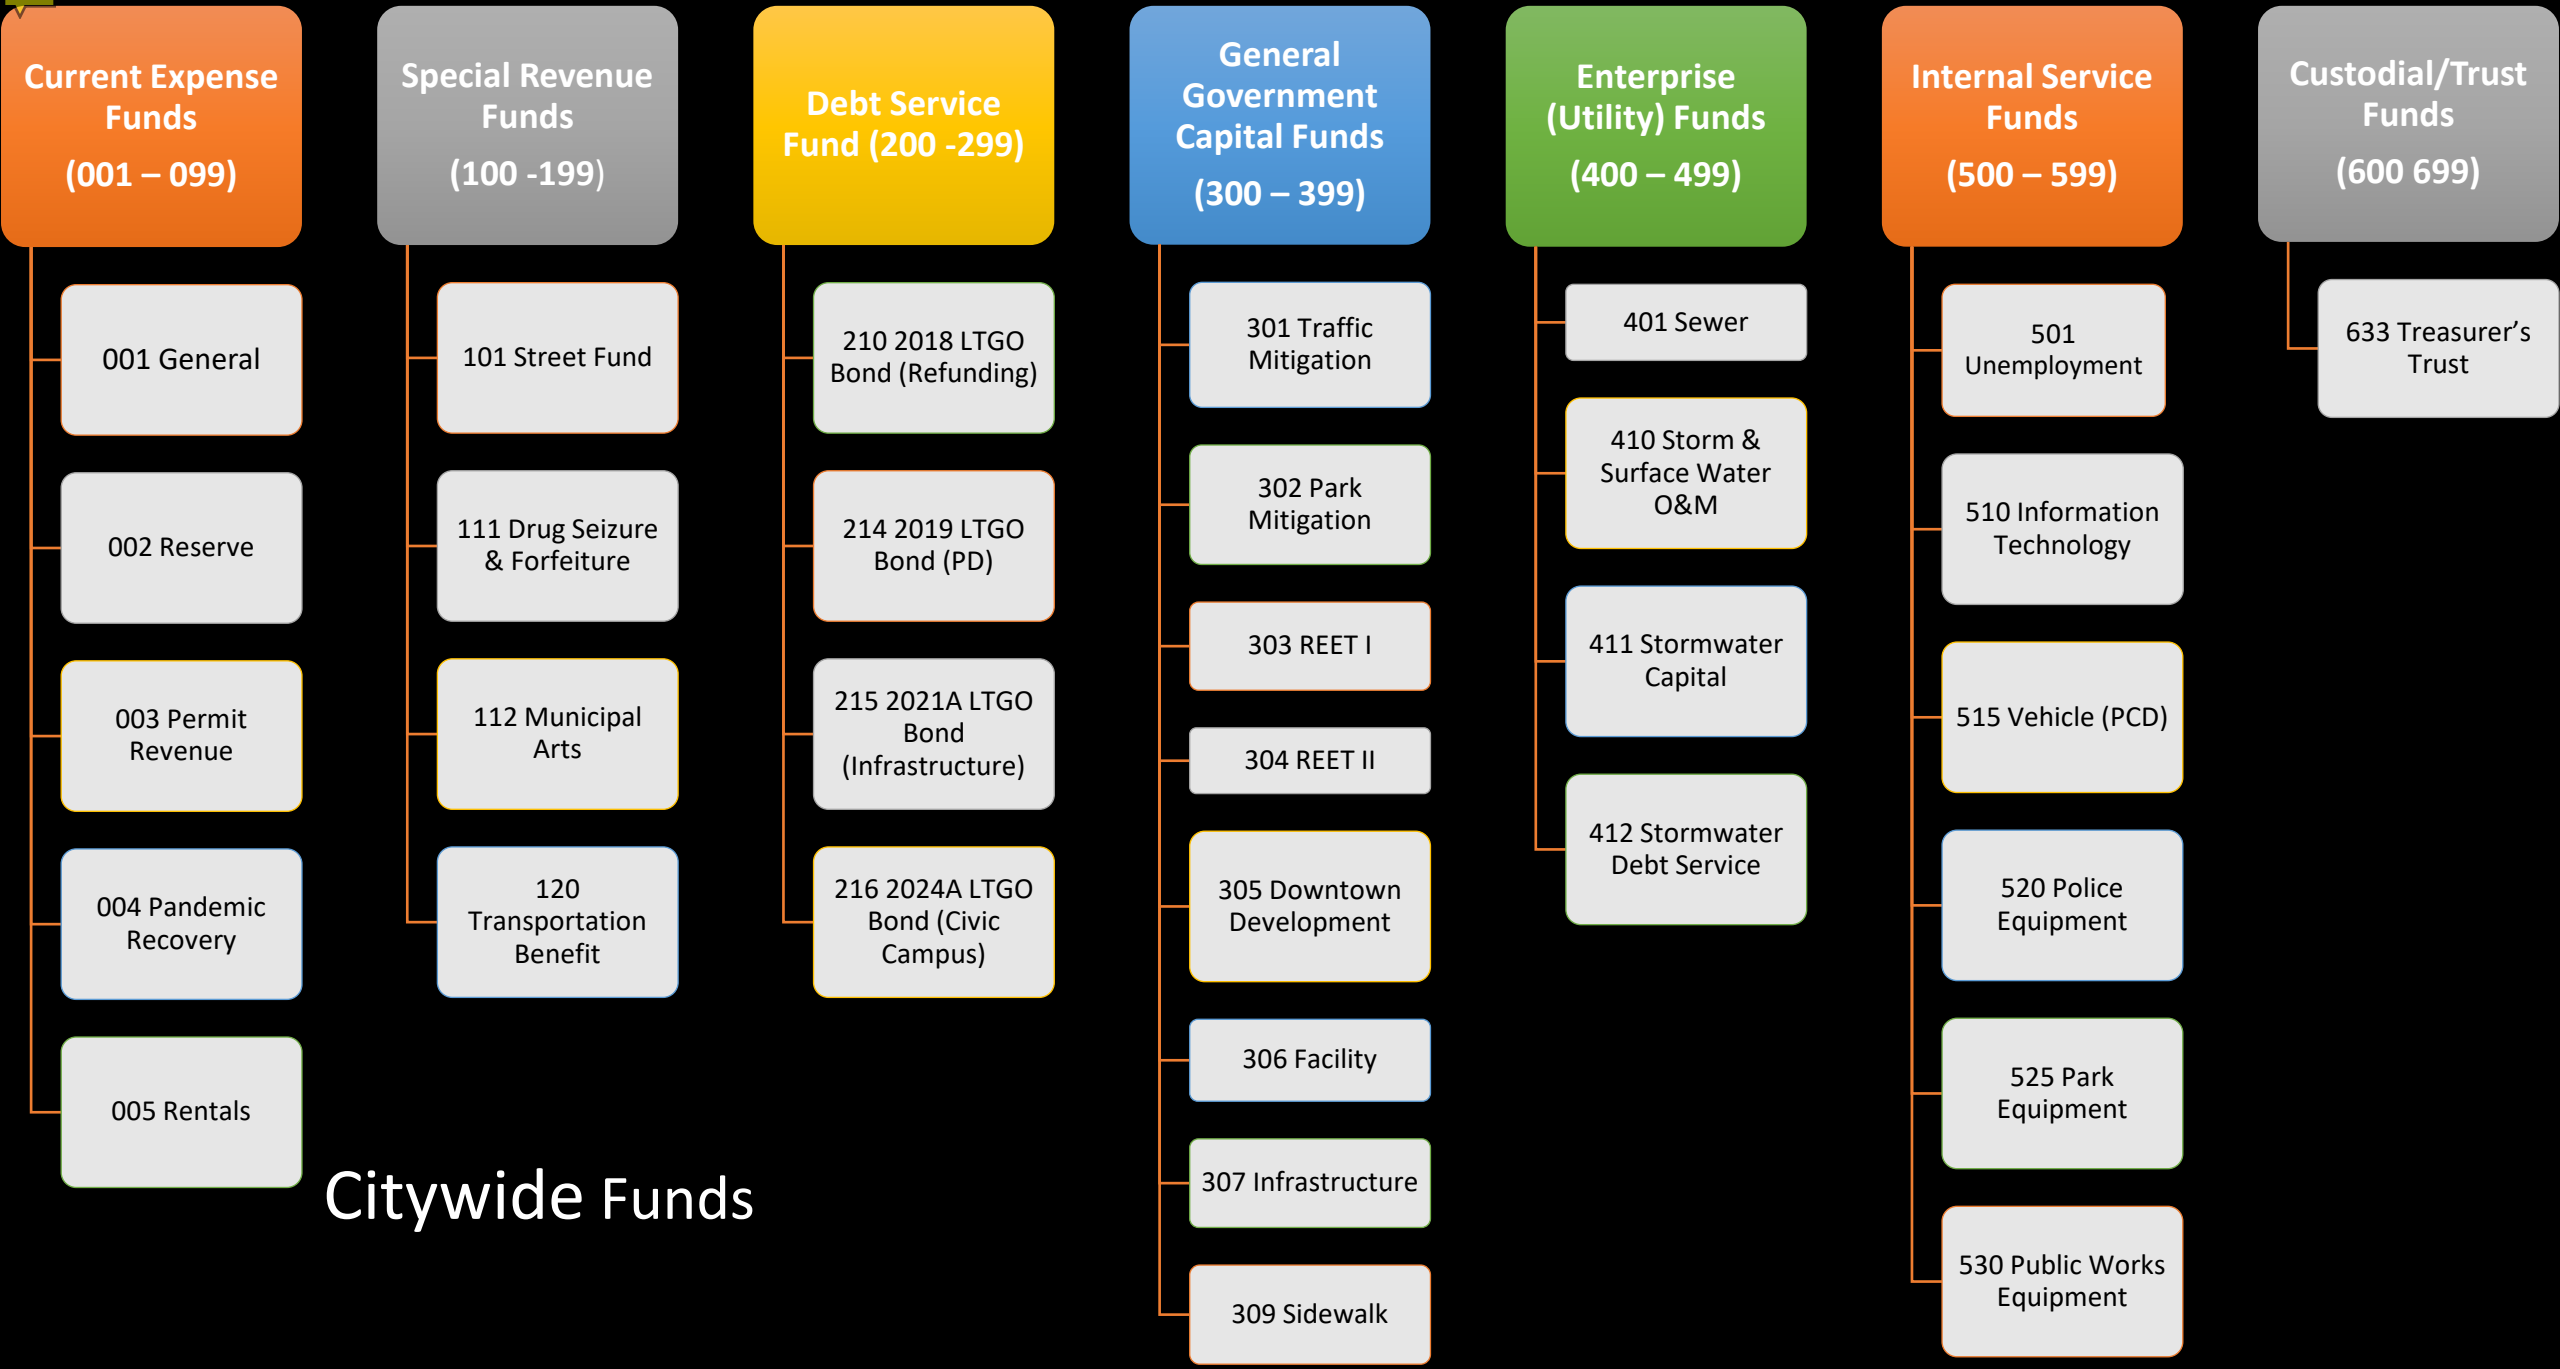 Current Expense
Funds
(001 – 099)
001 General
002 Reserve
003 Permit
Revenue
004 Pandemic
Recovery
005 Rentals
Special Revenue
Funds
(100 -199)
101 Street Fund
111 Drug Seizure
& Forfeiture
112 Municipal
Arts
120
Transportation
Benefit
Debt Service
Fund (200 -299)
210 2018 LTGO
Bond (Refunding)
214 2019 LTGO
Bond (PD)
215 2021A LTGO
Bond
(Infrastructure)
216 2024A LTGO
Bond (Civic
Campus)
General
Government
Capital Funds
(300 – 399)
301 Traffic
Mitigation
302 Park
Mitigation
303 REET I
304 REET II
305 Downtown
Development
306 Facility
307 Infrastructure
309 Sidewalk
Enterprise
(Utility) Funds
(400 – 499)
401 Sewer
410 Storm &
Surface Water
O&M
411 Stormwater
Capital
412 Stormwater
Debt Service
Internal Service
Funds
(500 – 599)
501
Unemployment
510 Information
Technology
515 Vehicle (PCD)
520 Police
Equipment
525 Park
Equipment
530 Public Works
Equipment
Custodial/Trust
Funds
(600 699)
633 Treasurer’s
Trust
Citywide Funds